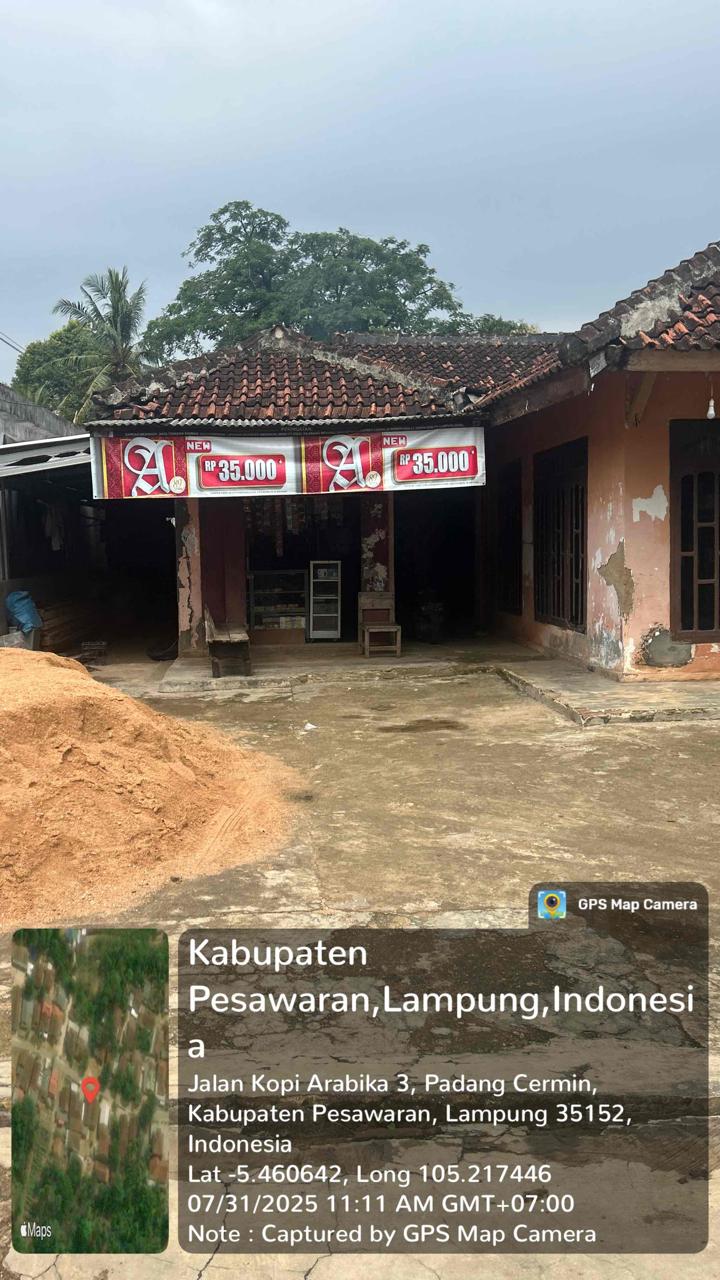 PERINGATAN
A NEW RP 35.000* A NEW RP 35.000*
GPS Map Camera
Kabupaten
Pesawaran,Lampung,Indonesi
a
Jalan Kopi Arabika 3, Padang Cermin,
Kabupaten Pesawaran, Lampung 35152,
Indonesia
Lat -5.460642, Long 105.217446
07/31/2025 11:11 AM GMT+07:00
Note : Captured by GPS Map Camera
Maps